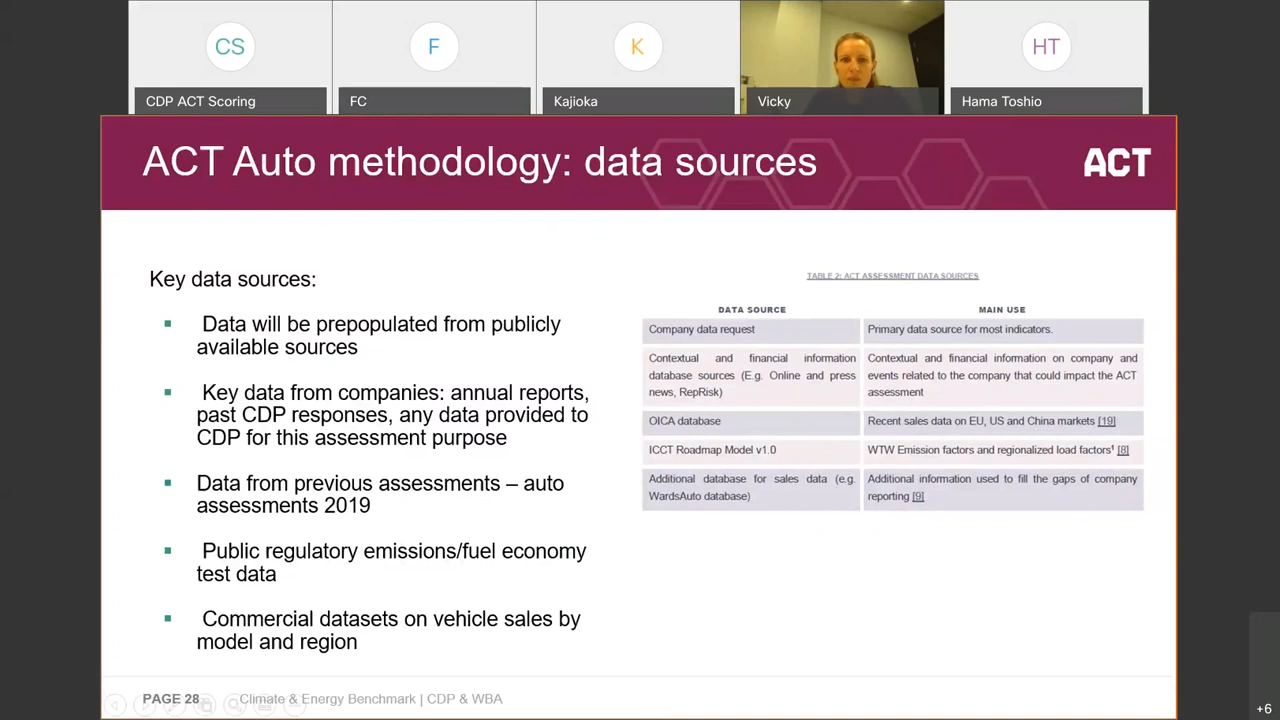 CS
F
K
HT
CDP ACT Scoring
FC
Kajioka
Vicky
Hama Toshio
ACT Auto methodology: data sources
ACT
Key data sources:
Data will be prepopulated from publicly
available sources
Key data from companies: annual reports,
past CDP responses, any data provided to
CDP for this assessment purpose
Data from previous assessments – auto
assessments 2019
Public regulatory emissions/fuel economy
test data
Commercial datasets on vehicle sales by
model and region
TABLE 2: ACT ASSESSMENT DATA SOURCES
DATA SOURCE
MAIN USE
Company data request
Primary data source for most indicators.
Contextual and financial information
database sources (E.g. Online and press
news, RepRisk)
Contextual and financial information on company and
events related to the company that could impact the ACT
assessment
OICA database
Recent sales data on EU, US and China markets [19]
ICCT Roadmap Model v1.0
WTW Emission factors and regionalized load factors¹ [8]
Additional database for sales data (e.g.
WardsAuto database)
Additional information used to fill the gaps of company
reporting [9]
PAGE 28
Climate & Energy Benchmark | CDP & WBA
+6